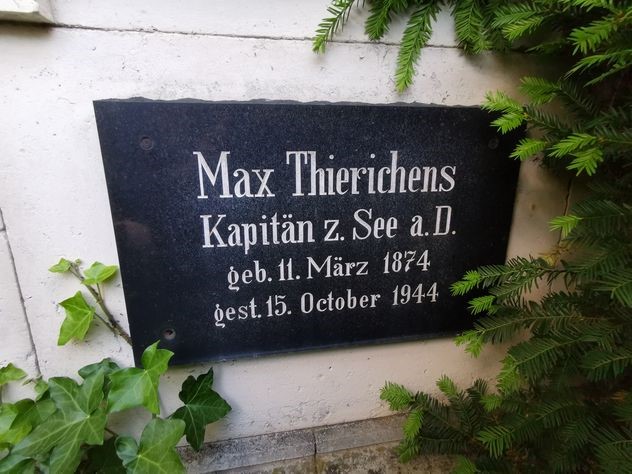 Max Thierichens
Kapitän z. See a.D.
geb. 11. März 1874
gest. 15. October 1944